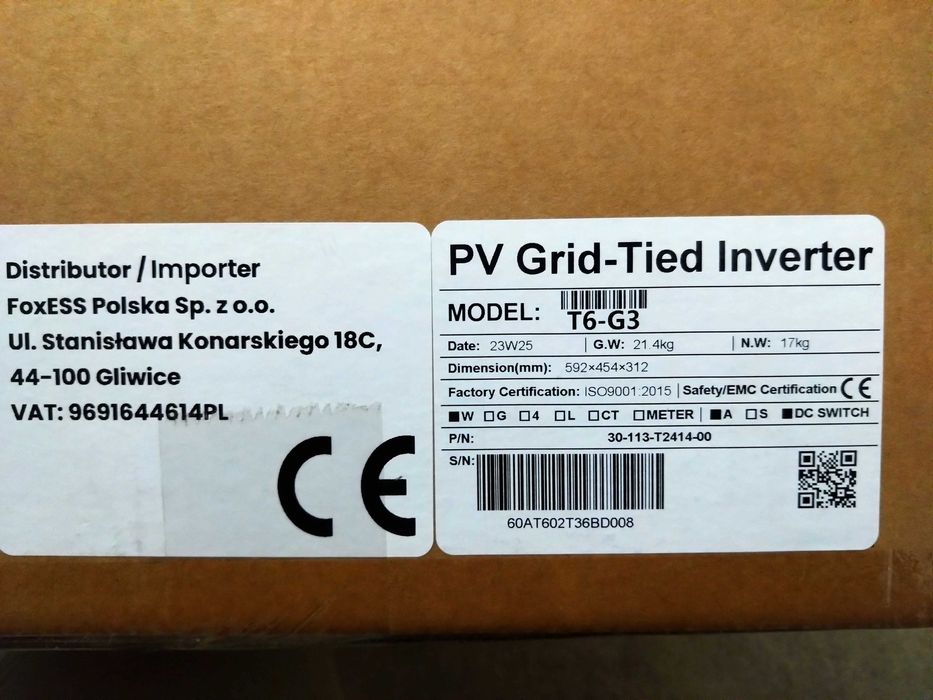 Distributor / Importer
FoxESS Polska Sp. z o.o.
Ul. Stanisława Konarskiego 18C,
44-100 Gliwice
VAT: 9691644614PL
CE
PV Grid-Tied Inverter
MODEL: T6-G3
Date: 23W25 | G.W: 21.4kg | N.W: 17kg
Dimension(mm): 592×454×312
Factory Certification: ISO9001:2015 | Safety/EMC Certification CE
■W □G □4 □L □CT □METER | ■A □S ■DC SWITCH
P/N: 30-113-T2414-00
S/N:
60AT602T36BD008